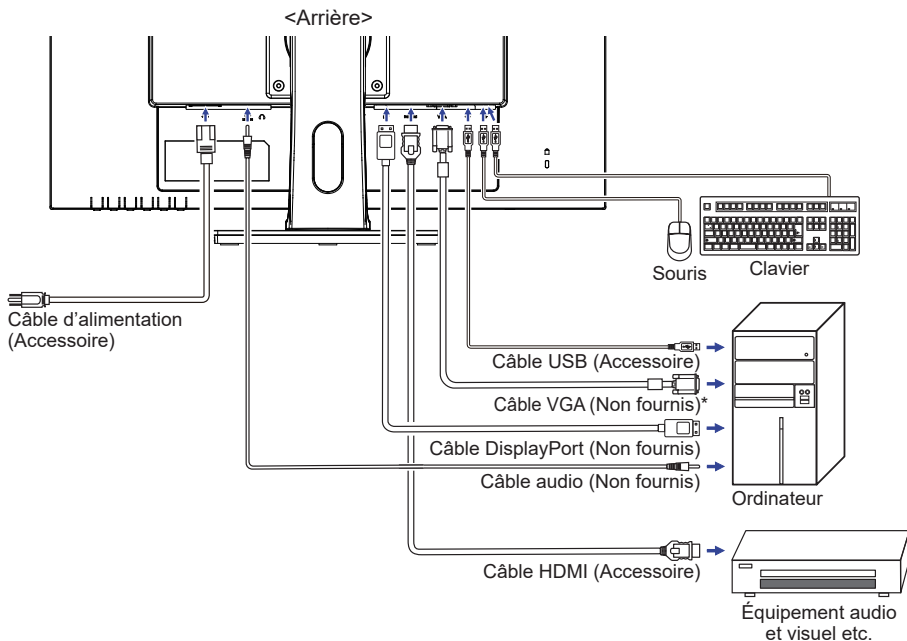 <Arrière>
Souris
Clavier
Câble d'alimentation
(Accessoire)
Câble USB (Accessoire)
Câble VGA (Non fournis)*
Câble DisplayPort (Non fournis)
Câble audio (Non fournis)
Ordinateur
Câble HDMI (Accessoire)
Équipement audio
et visuel etc.